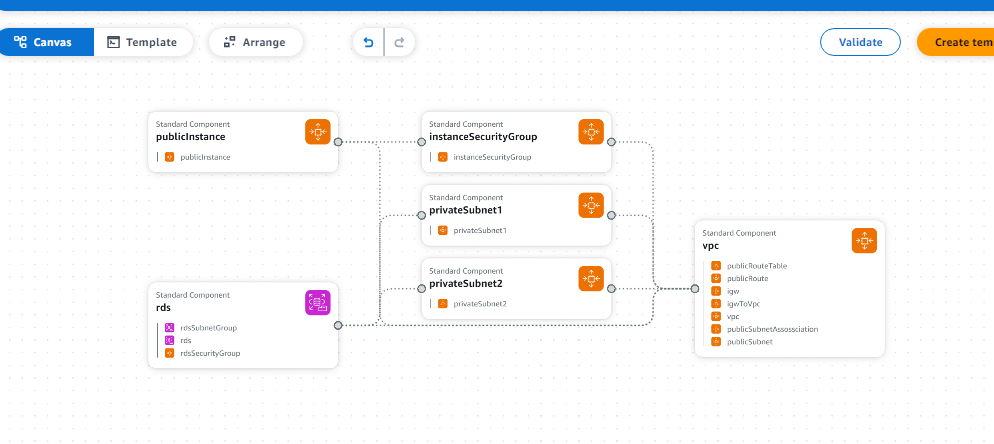 Canvas
Template
Arrange
Validate
Create tem
Standard Component
publicInstance
publicInstance
Standard Component
instanceSecurityGroup
instanceSecurityGroup
Standard Component
privateSubnet1
privateSubnet1
Standard Component
privateSubnet2
privateSubnet2
Standard Component
rds
rdsSubnetGroup
rds
rdsSecurityGroup
Standard Component
vpc
publicRouteTable
publicRoute
igw
igwToVpc
vpc
publicSubnetAssosssciation
publicSubnet